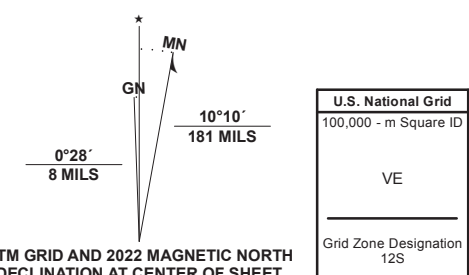 MN
GN
10°10´
181 MILS
0°28´
8 MILS
TM GRID AND 2022 MAGNETIC NORTH
DECLINATION AT CENTER OF SHEET
U.S. National Grid
100,000 - m Square ID
VE
Grid Zone Designation
12S